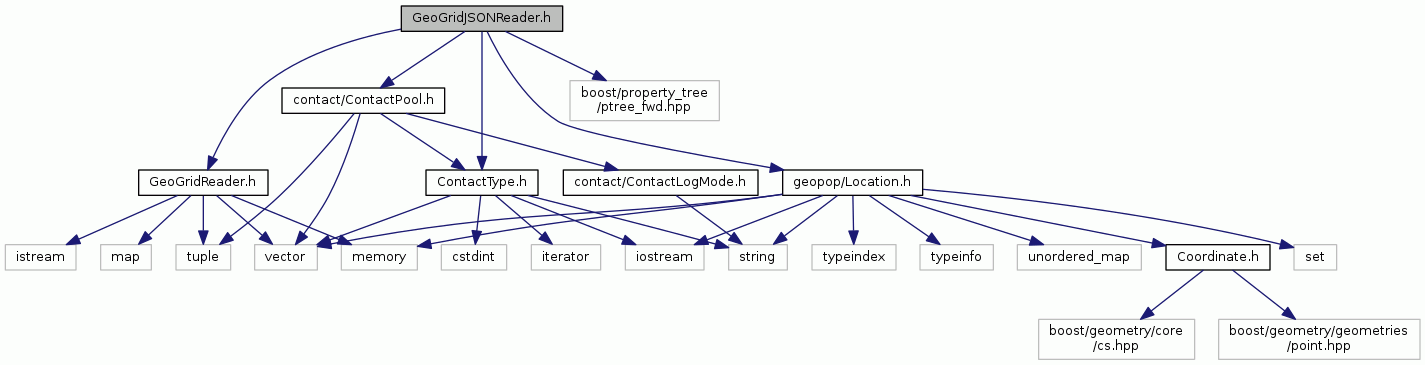 GeoGridJSONReader.h
boost/property_tree
/ptree_fwd.hpp
contact/ContactPool.h
GeoGridReader.h
ContactType.h
contact/ContactLogMode.h
geopop/Location.h
istream
map
tuple
vector
memory
cstdint
iterator
iostream
string
typeindex
typeinfo
unordered_map
Coordinate.h
set
boost/geometry/core
/cs.hpp
boost/geometry/geometries
/point.hpp